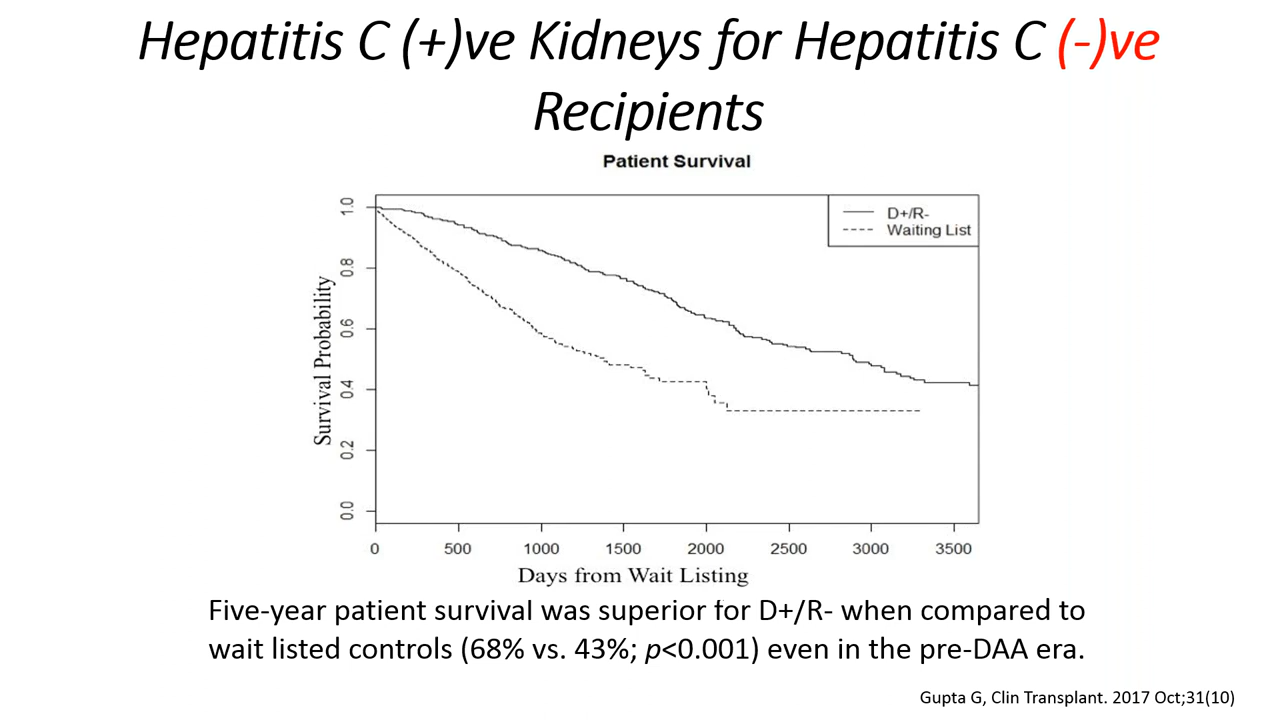 Hepatitis C (+)ve Kidneys for Hepatitis C (-)ve
Recipients
Patient Survival
D+/R-
Waiting List
Survival Probability
1.0
0.8
0.6
0.4
0.2
0.0
0 500 1000 1500 2000 2500 3000 3500
Days from Wait Listing
Five-year patient survival was superior for D+/R- when compared to
wait listed controls (68% vs. 43%; p<0.001) even in the pre-DAA era.
Gupta G, Clin Transplant. 2017 Oct;31(10)